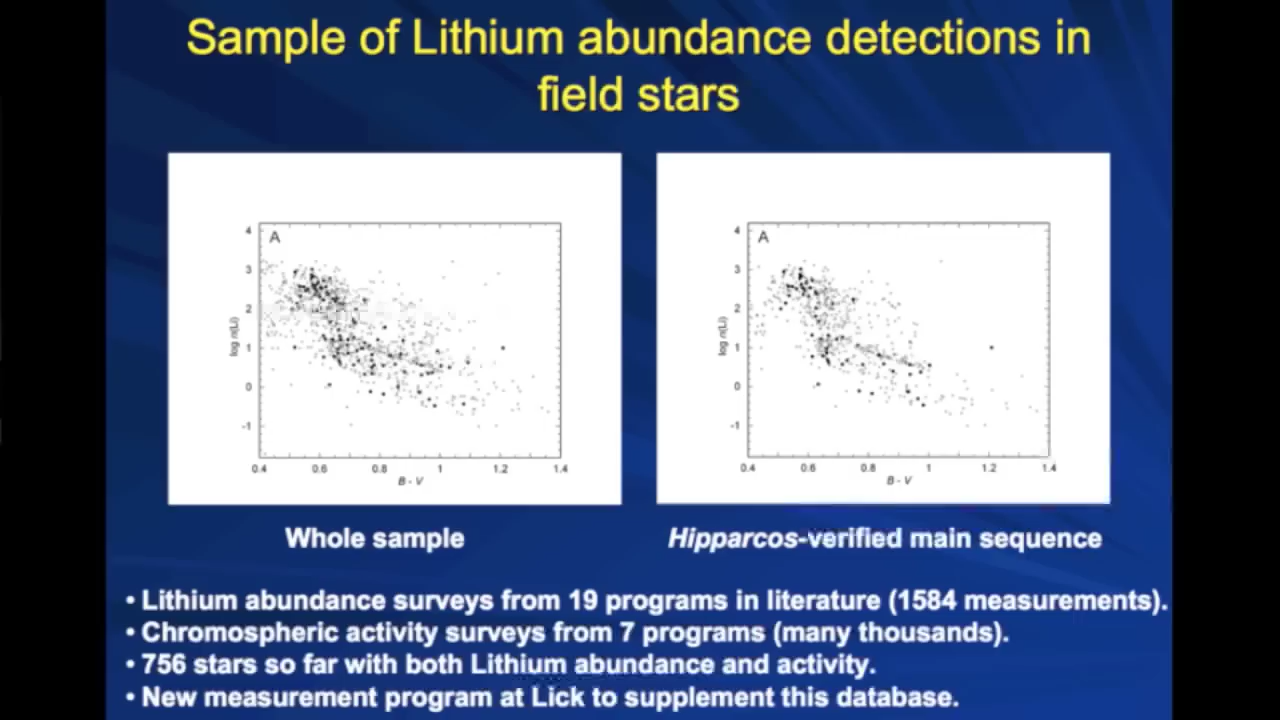 Sample of Lithium abundance detections in
field stars
A
4
3
2
1
0
-1
log n(Li)
0.4 0.6 0.8 1 1.2 1.4
B - V
A
4
3
2
1
0
-1
log n(Li)
0.4 0.6 0.8 1 1.2 1.4
B - V
Whole sample
Hipparcos-verified main sequence
• Lithium abundance surveys from 19 programs in literature (1584 measurements).
• Chromospheric activity surveys from 7 programs (many thousands).
• 756 stars so far with both Lithium abundance and activity.
• New measurement program at Lick to supplement this database.